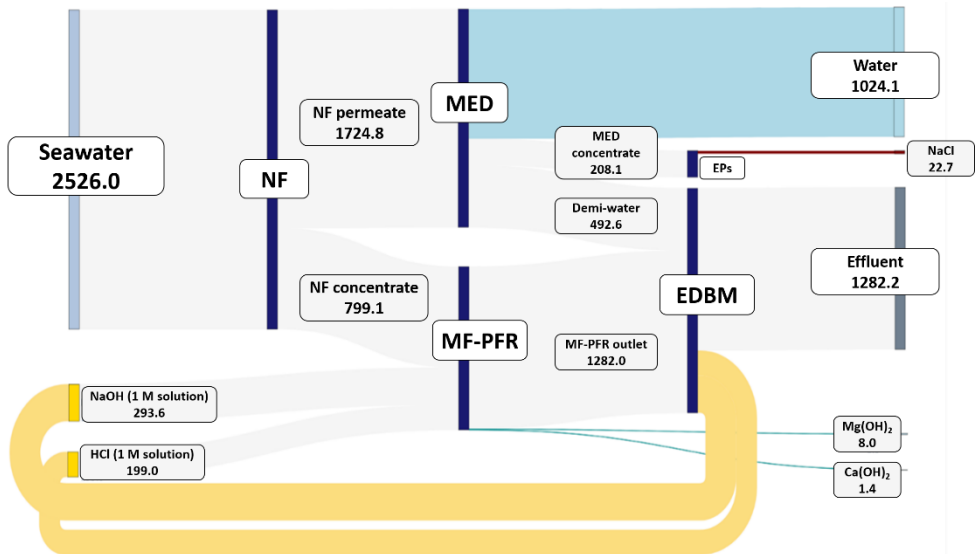 Seawater
2526.0
NF
NF permeate
1724.8
MED
Water
1024.1
MED
concentrate
208.1
EPs
NaCl
22.7
Demi-water
492.6
NF concentrate
799.1
MF-PFR
EDBM
Effluent
1282.2
MF-PFR outlet
1282.0
NaOH (1 M solution)
293.6
HCl (1 M solution)
199.0
Mg(OH)₂
8.0
Ca(OH)₂
1.4